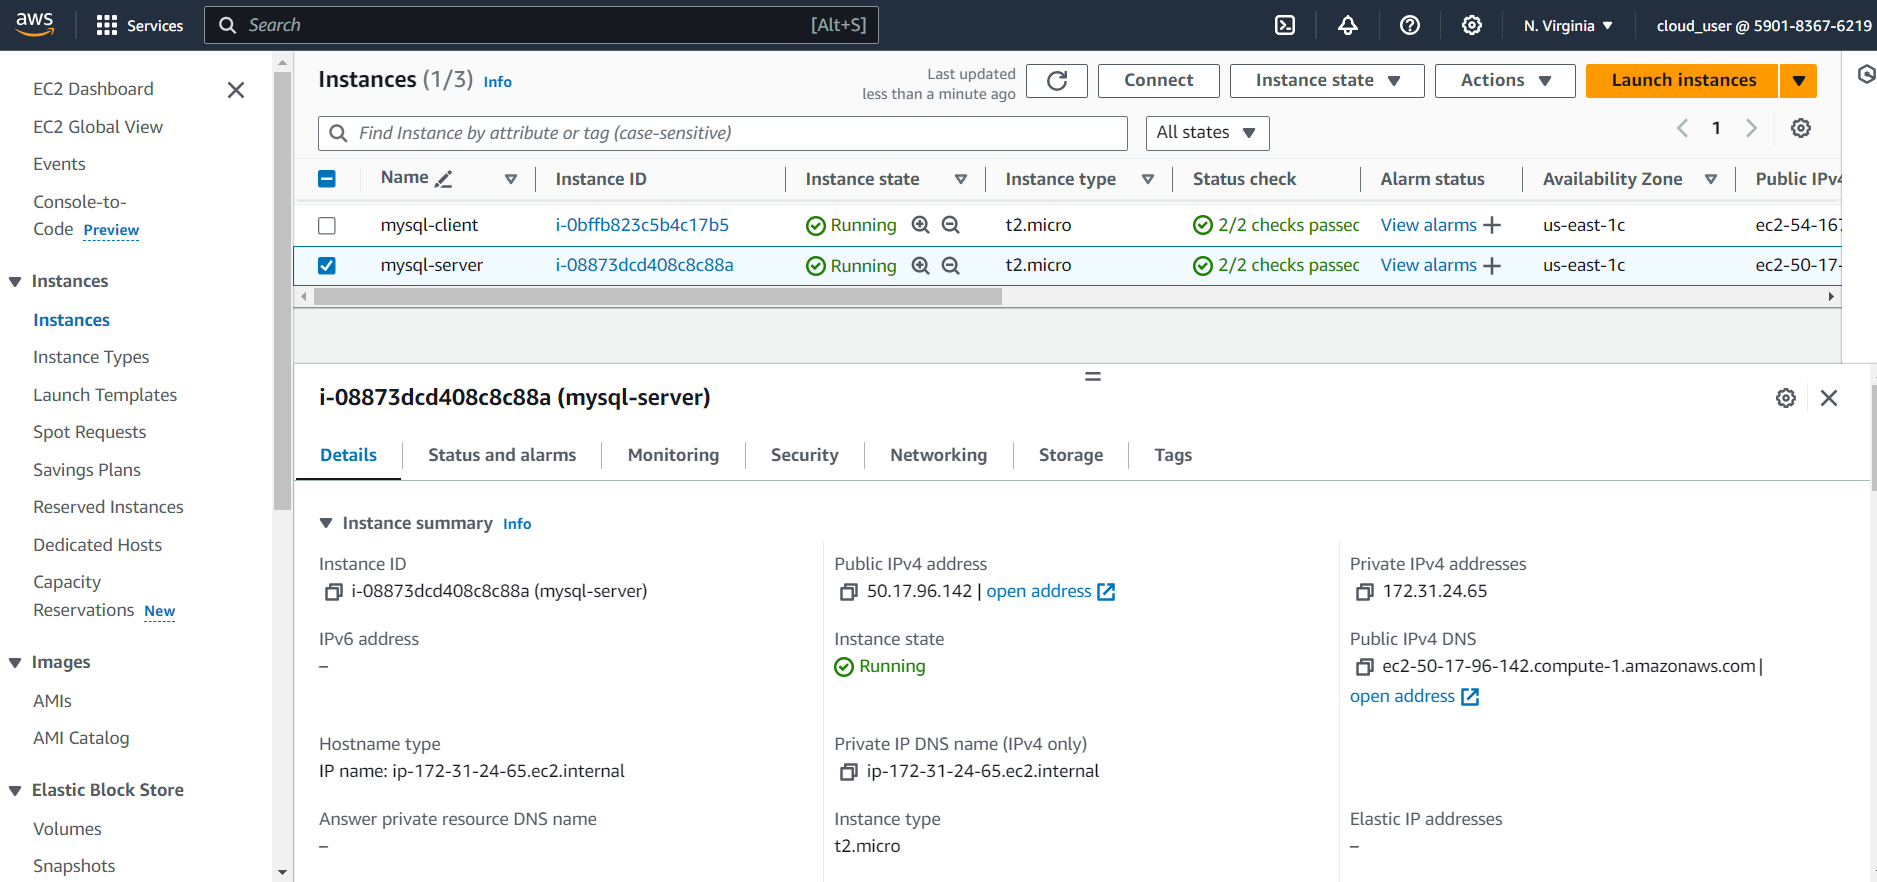 aws
Services
Search
[Alt+S]
N. Virginia
cloud_user @ 5901-8367-6219
EC2 Dashboard
EC2 Global View
Events
Console-to-
Code Preview
Instances
Instances
Instance Types
Launch Templates
Spot Requests
Savings Plans
Reserved Instances
Dedicated Hosts
Capacity
Reservations New
Images
AMIs
AMI Catalog
Elastic Block Store
Volumes
Snapshots
Instances (1/3) Info
Last updated
less than a minute ago
Connect
Instance state
Actions
Launch instances
Find Instance by attribute or tag (case-sensitive)
All states
1
Name Instance ID Instance state Instance type Status check Alarm status Availability Zone Public IPv4
mysql-client i-0bffb823c5b4c17b5 Running t2.micro 2/2 checks passec View alarms + us-east-1c ec2-54-167
mysql-server i-08873dcd408c8c88a Running t2.micro 2/2 checks passec View alarms + us-east-1c ec2-50-17-
i-08873dcd408c8c88a (mysql-server)
Details Status and alarms Monitoring Security Networking Storage Tags
Instance summary Info
Instance ID
i-08873dcd408c8c88a (mysql-server)
Public IPv4 address
50.17.96.142 | open address
Private IPv4 addresses
172.31.24.65
IPv6 address
–
Instance state
Running
Public IPv4 DNS
ec2-50-17-96-142.compute-1.amazonaws.com |
open address
Hostname type
IP name: ip-172-31-24-65.ec2.internal
Private IP DNS name (IPv4 only)
ip-172-31-24-65.ec2.internal
Answer private resource DNS name
–
Instance type
t2.micro
Elastic IP addresses
–